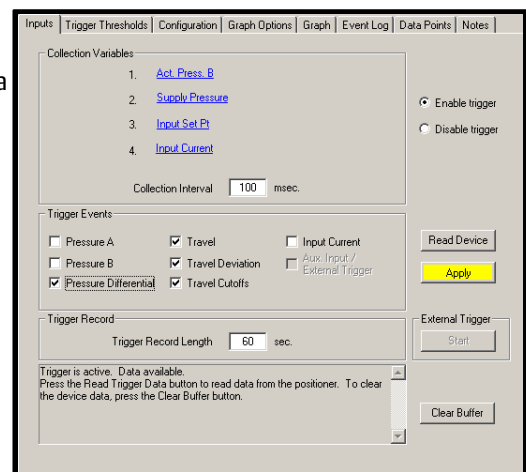 Inputs Trigger Thresholds Configuration Graph Options Graph Event Log Data Points Notes
a
Collection Variables
1. Act. Press. B
2. Supply Pressure
3. Input Set Pt
4. Input Current
Collection Interval 100 msec.
Enable trigger
Disable trigger
Trigger Events
Pressure A Travel Input Current
Pressure B Travel Deviation Aux. Input /
External Trigger
Pressure Differential Travel Cutoffs
Read Device
Apply
Trigger Record
Trigger Record Length 60 sec.
External Trigger
Start
Trigger is active. Data available.
Press the Read Trigger Data button to read data from the positioner. To clear
the device data, press the Clear Buffer button.
Clear Buffer